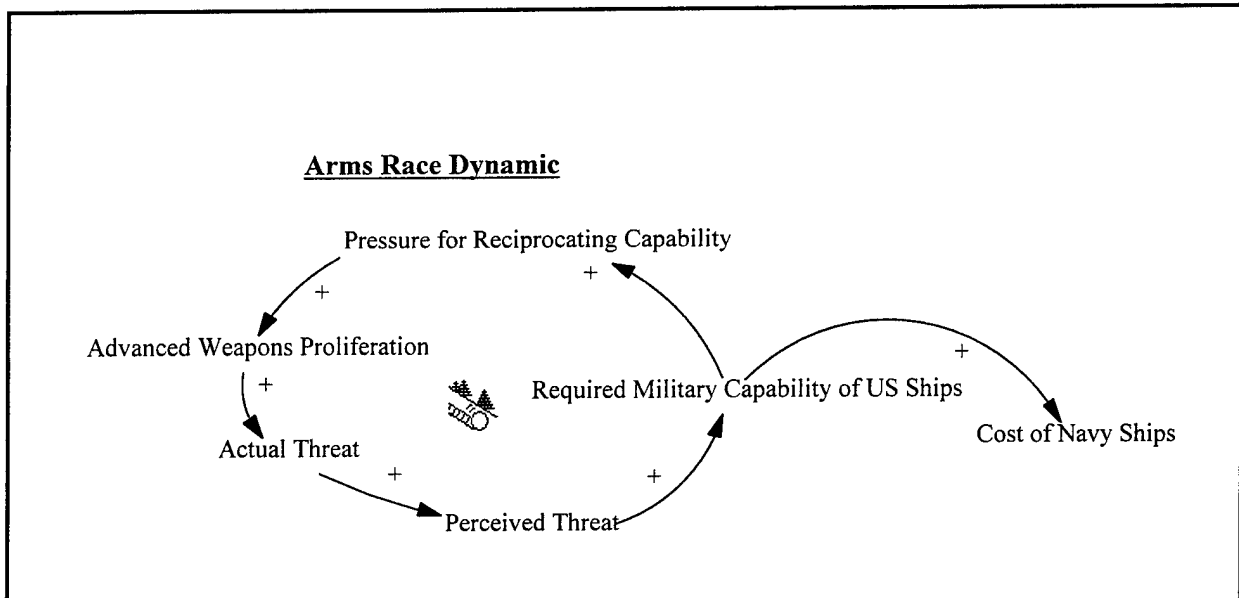 Arms Race Dynamic
Pressure for Reciprocating Capability
+
+
Advanced Weapons Proliferation
+
+
Required Military Capability of US Ships
Cost of Navy Ships
Actual Threat
+
+
Perceived Threat